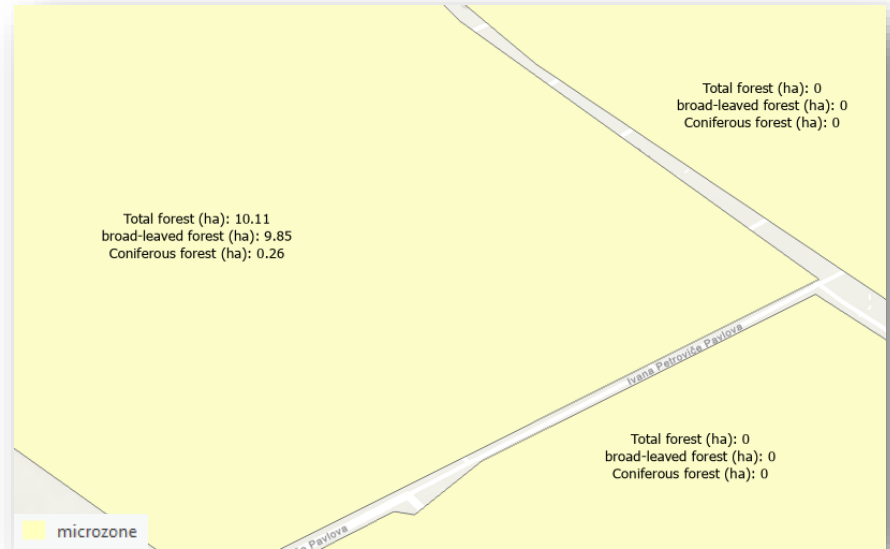 Total forest (ha): 0
broad-leaved forest (ha): 0
Coniferous forest (ha): 0
Total forest (ha): 10.11
broad-leaved forest (ha): 9.85
Coniferous forest (ha): 0.26
Ivana Petroviče Pavlova
Total forest (ha): 0
broad-leaved forest (ha): 0
Coniferous forest (ha): 0
Pavlova
microzone